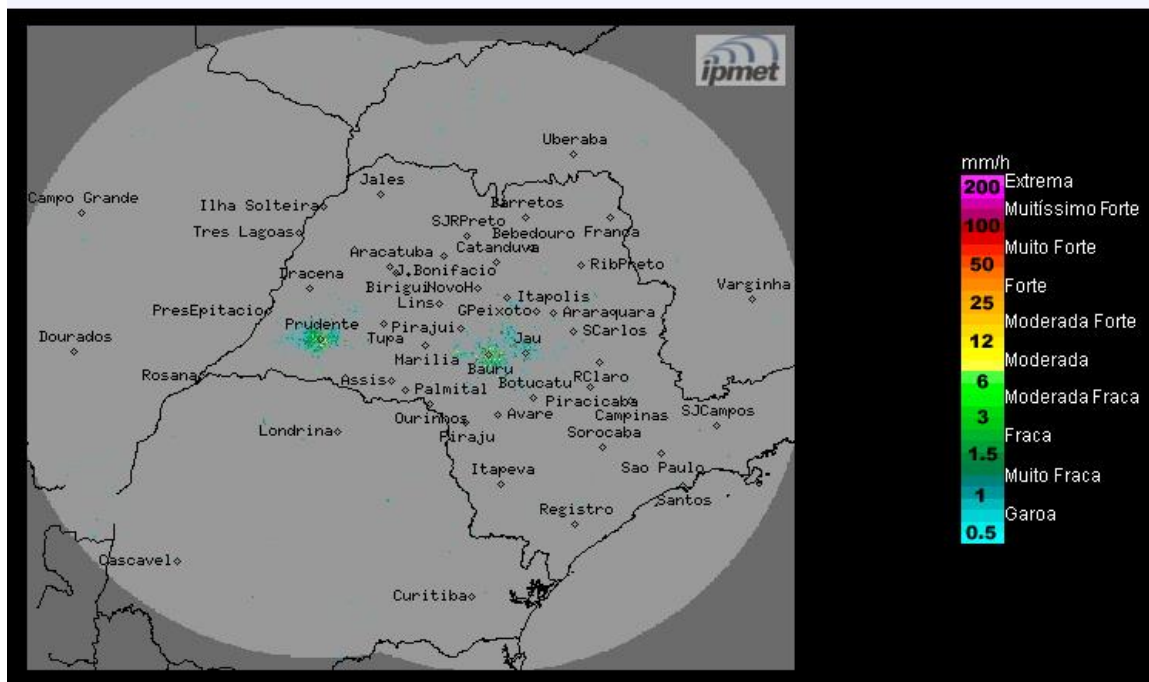 ipmet
Uberaba
Jales
Campo Grande
Ilha Solteira
Barretos
SJRPreto
Tres Lagoas
Bebedouro
Franca
Aracatuba
Catanduva
Dracena
J.Bonifacio
RibPreto
Birigui
NovoH
Varginha
Lins
Itapolis
PresEpitacio
GPeixoto
Araraquara
Prudente
Pirajui
SCarlos
Dourados
Tupa
Jau
Marilia
Bauru
Rosana
Assis
RClaro
Palmital
Botucatu
Piracicaba
Ourinhos
Avare
Campinas
SJCampos
Londrina
Piraju
Sorocaba
Itapeva
Sao Paulo
Santos
Registro
Cascavel
Curitiba
mm/h
200
Extrema
Muitíssimo Forte
100
Muito Forte
50
Forte
25
Moderada Forte
12
Moderada
6
Moderada Fraca
3
Fraca
1.5
Muito Fraca
1
Garoa
0.5